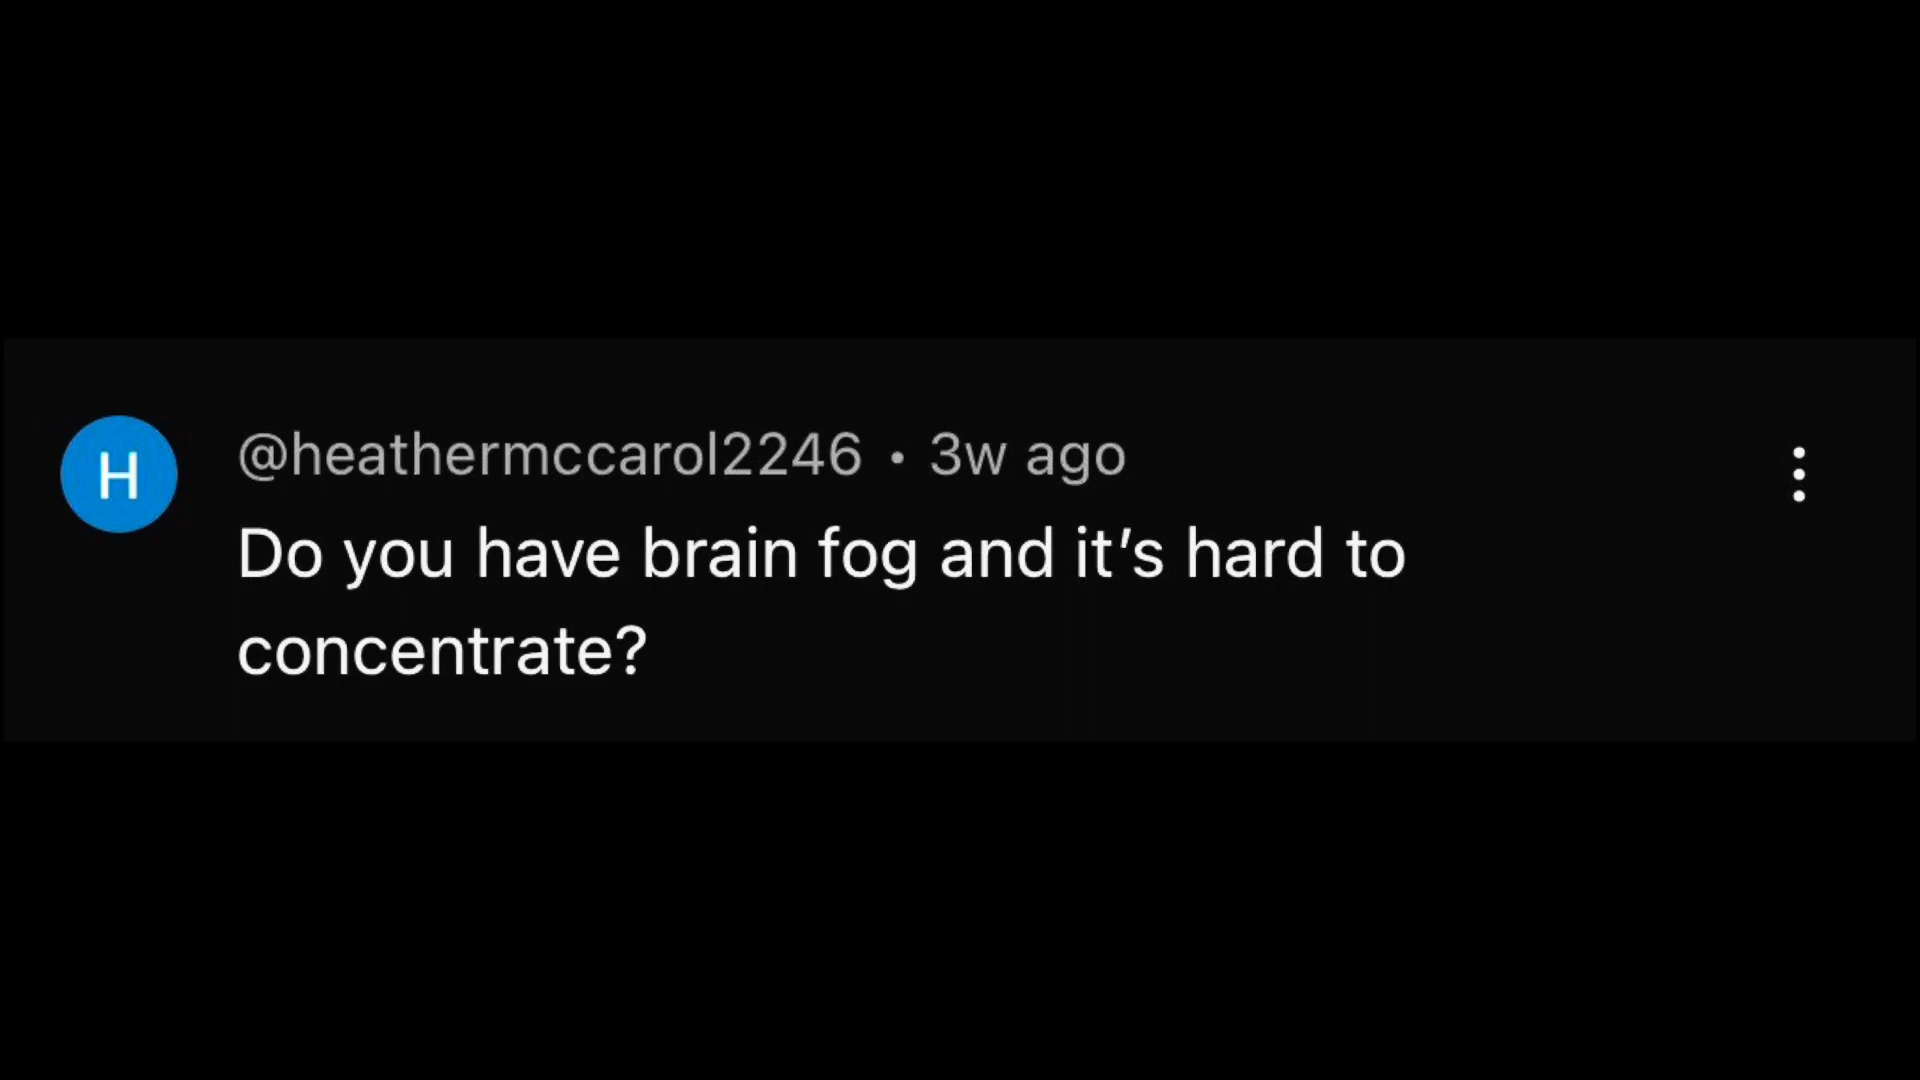 H
@heathermccarol2246 • 3w ago
Do you have brain fog and it’s hard to
concentrate?